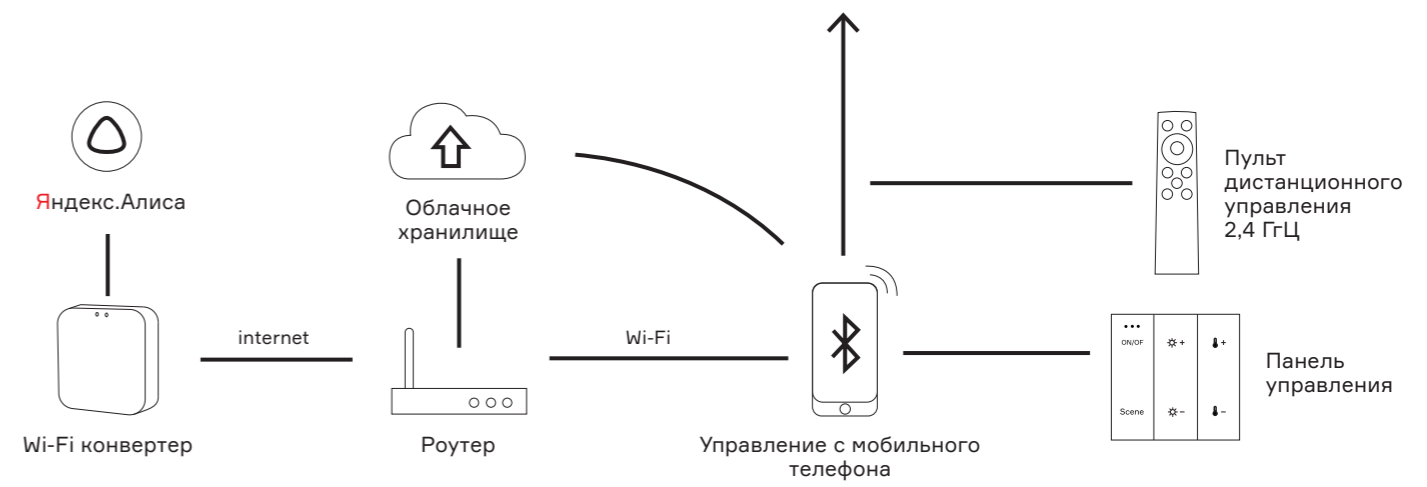 Яндекс.Алиса
Облачное
хранилище
Пульт
дистанционного
управления
2,4 ГгЦ
internet
Wi-Fi
ON/OF
Scene
Панель
управления
Wi-Fi конвертер
Роутер
Управление с мобильного
телефона